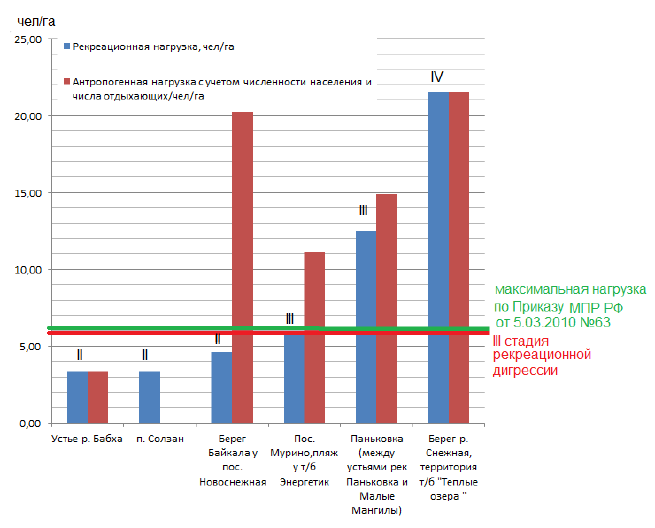 чел/га
25,00
20,00
15,00
10,00
5,00
0,00
Рекреационная нагрузка, чел/га
Антропогенная нагрузка с учетом численности населения и
числа отдыхающих/чел/га
II
II
II
III
III
IV
максимальная нагрузка
по Приказу МПР РФ
от 5.03.2010 №63
III стадия
рекреационной
дигрессии
Устье р. Бабха
п. Солзан
Берег
Байкала у
пос.
Новоснежная
Пос.
Мурино,пляж
у т/б
Энергетик
Паньковка
(между
устьями рек
Паньковка и
Малые
Мангилы)
Берег р.
Снежная,
территория
т/б "Теплые
озера "